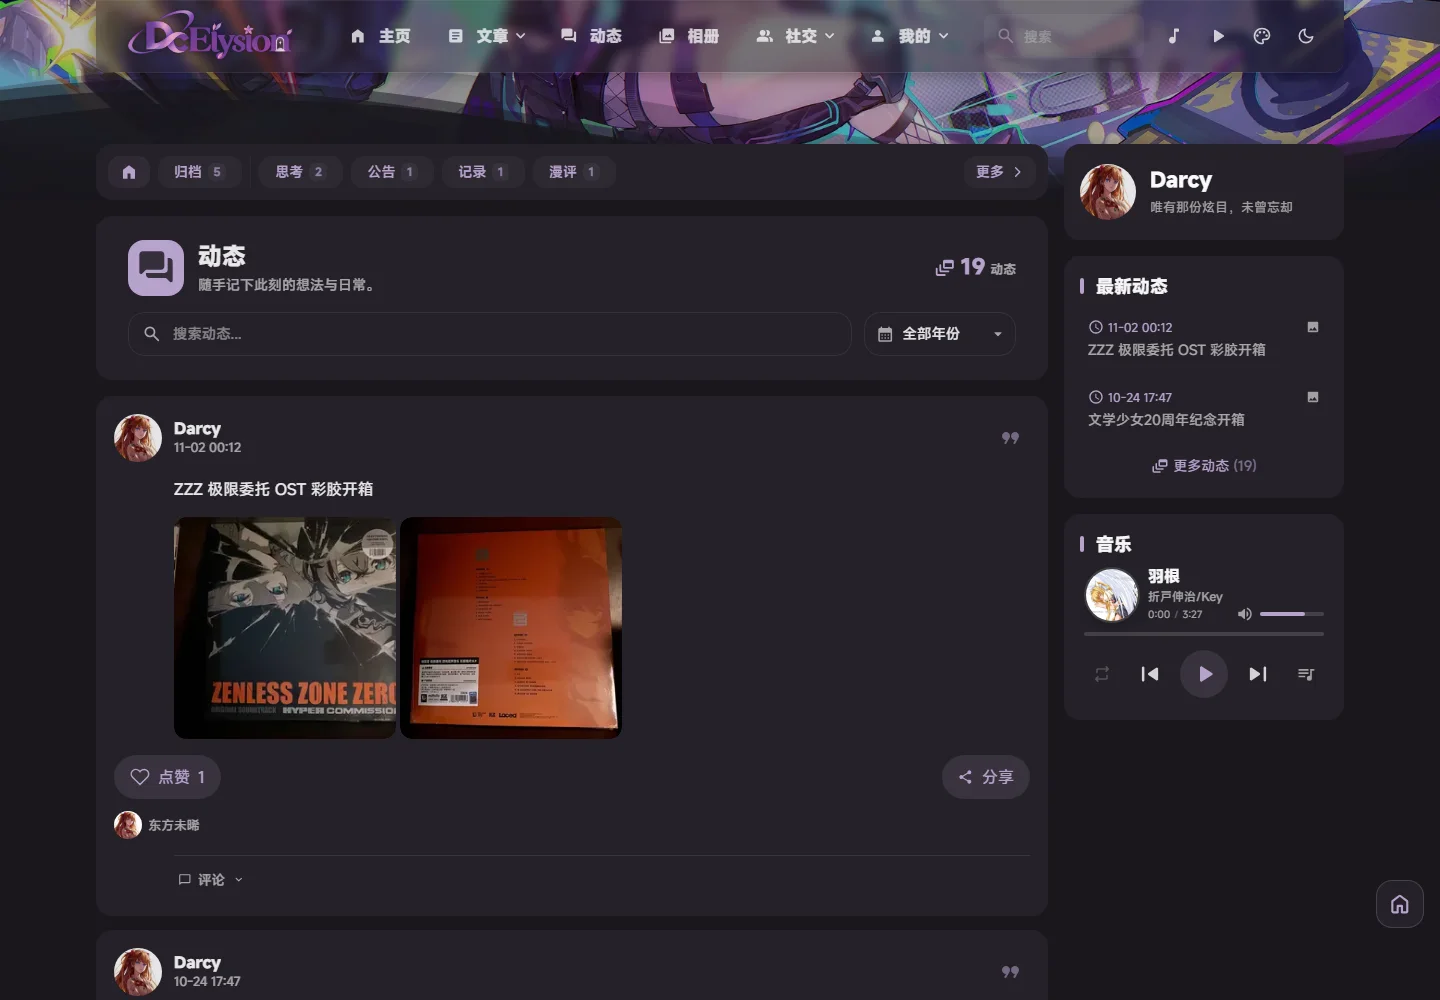 DcElysion
主页
文章
动态
相册
社交
我的
搜索
归档 5
思考 2
公告 1
记录 1
漫评 1
更多
Darcy
唯有那份炫目，未曾忘却
动态
随手记下此刻的想法与日常。
19 动态
搜索动态...
全部年份
最新动态
11-02 00:12
ZZZ 极限委托 OST 彩胶开箱
10-24 17:47
文学少女20周年纪念开箱
更多动态 (19)
Darcy
11-02 00:12
ZZZ 极限委托 OST 彩胶开箱
ZENLESS ZONE ZERO
ORIGINAL SOUNDTRACK HYPER COMMISSION
Laced
音乐
羽根
折戸伸治/Key
0:00 / 3:27
点赞 1
分享
东方未晞
评论
Darcy
10-24 17:47